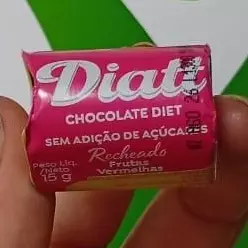 Diatt
CHOCOLATE DIET
SEM ADIÇÃO DE AÇÚCARES
Recheado
Frutas
Vermelhas
Peso Líq.
/Neto
15 g